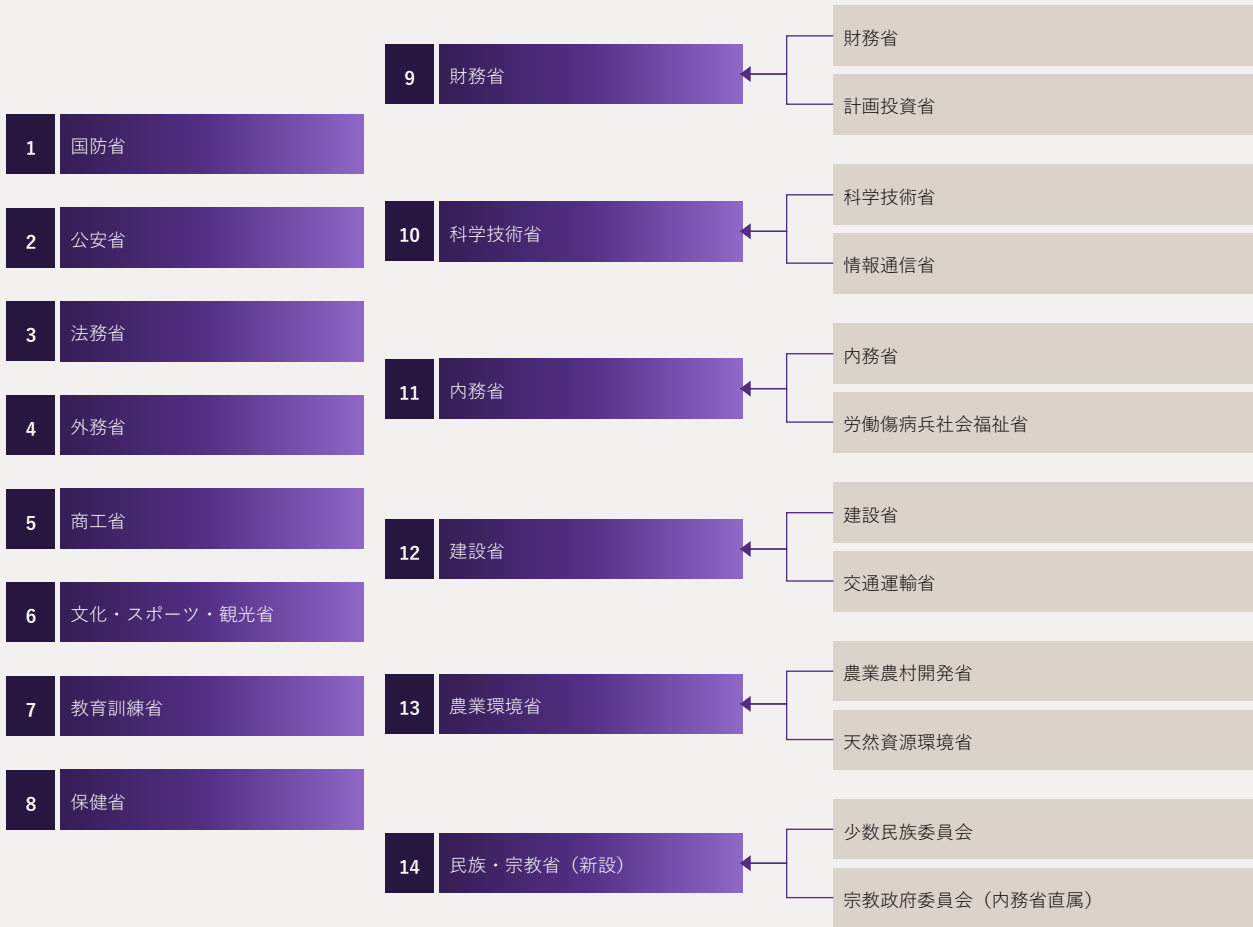 1
国防省
2
公安省
3
法務省
4
外務省
5
商工省
6
文化・スポーツ・観光省
7
教育訓練省
8
保健省
9
財務省
財務省
計画投資省
10
科学技術省
科学技術省
情報通信省
11
内務省
内務省
労働傷病兵社会福祉省
12
建設省
建設省
交通運輸省
13
農業環境省
農業農村開発省
天然資源環境省
14
民族・宗教省（新設）
少数民族委員会
宗教政府委員会（内務省直属）